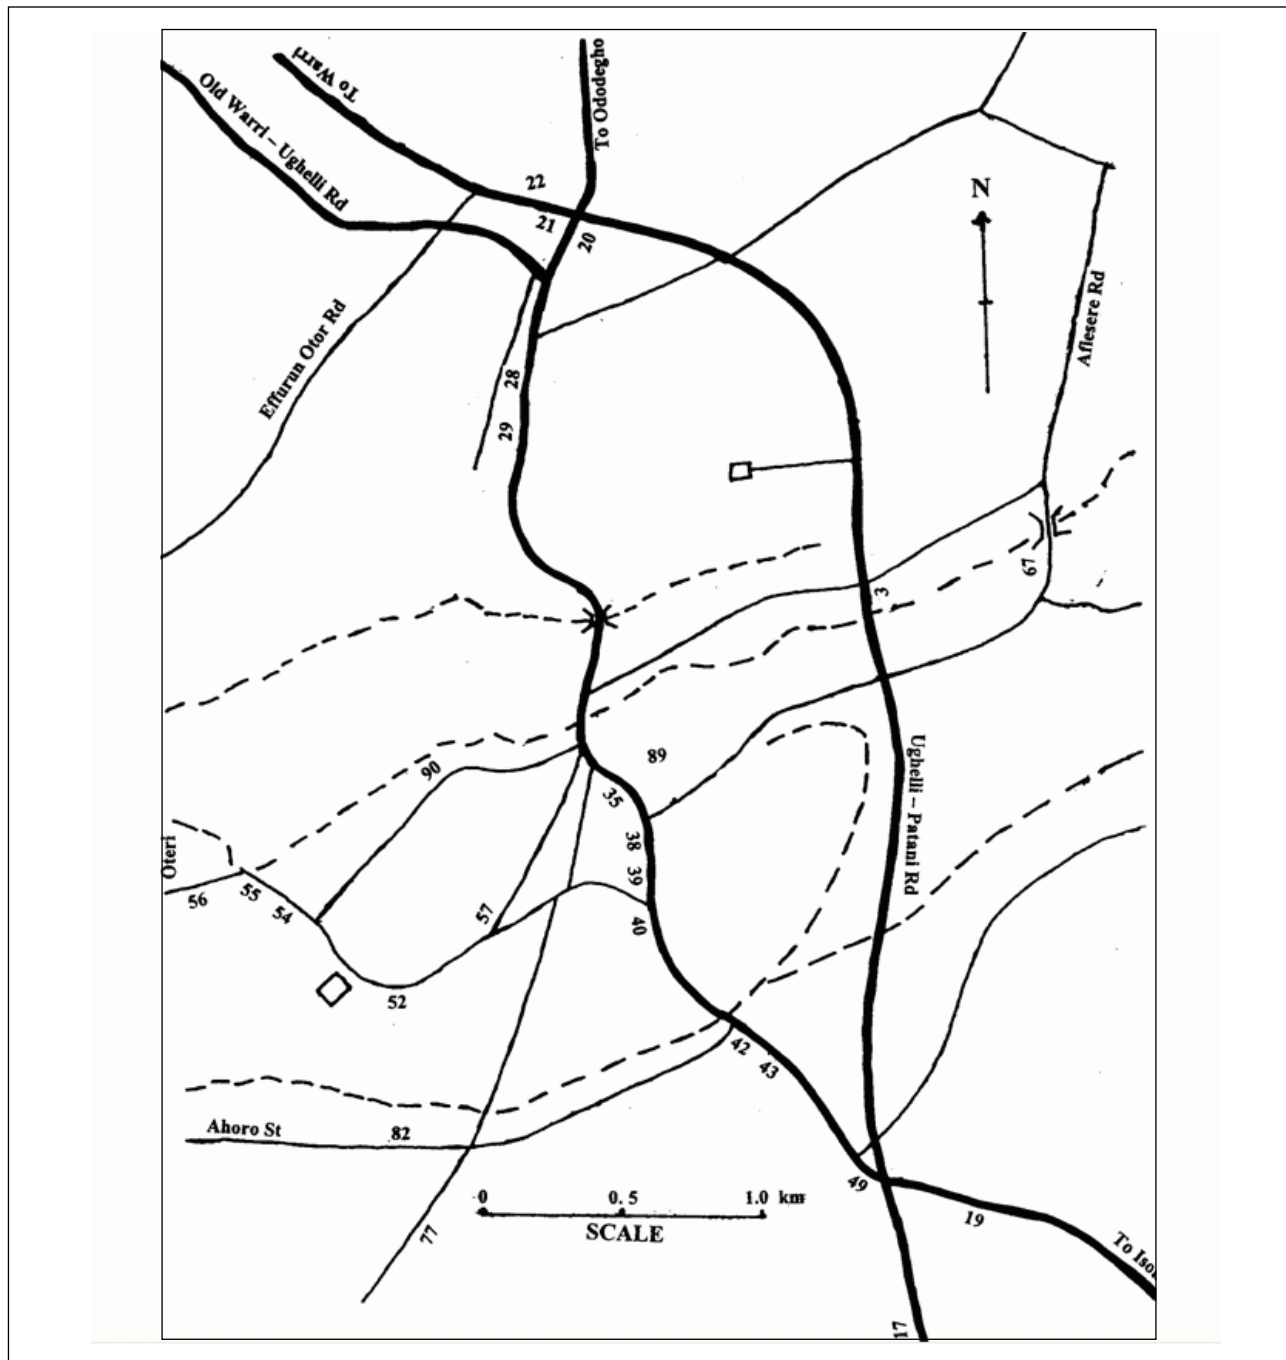 To Warri
Old Warri – Ughelli Rd
To Ododegho
22
21
20
N
Effurun Otor Rd
Afiesere Rd
28
29
67
3
89
90
35
Ughelli – Patani Rd
38
39
Oteri
56
55
54
57
40
52
42
43
Ahoro St
82
49
0 0.5 1.0 km
SCALE
19
77
17